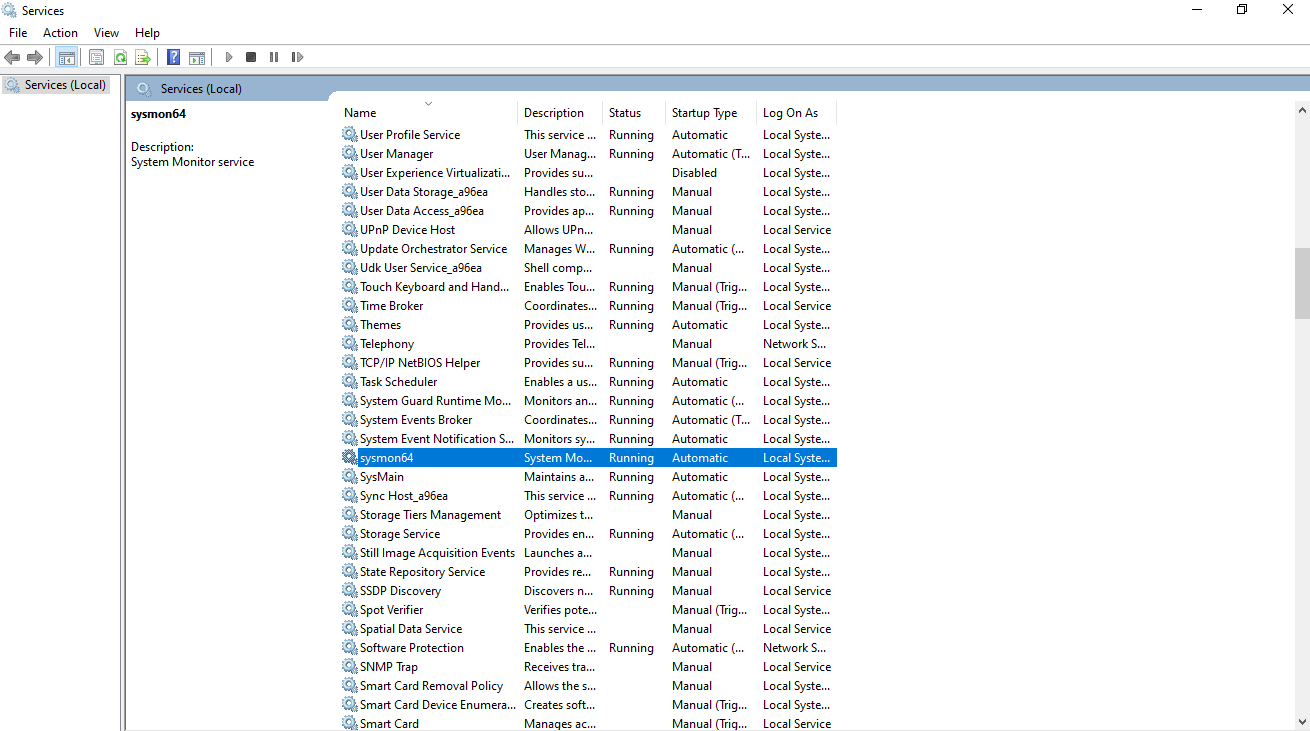 Services
File Action View Help
Services (Local)
Services (Local)
sysmon64
Description:
System Monitor service
Name Description Status Startup Type Log On As
User Profile Service This service ... Running Automatic Local Syste...
User Manager User Manag... Running Automatic (T... Local Syste...
User Experience Virtualizati... Provides su... Disabled Local Syste...
User Data Storage_a96ea Handles sto... Running Manual Local Syste...
User Data Access_a96ea Provides ap... Running Manual Local Syste...
UPnP Device Host Allows UPn... Manual Local Service
Update Orchestrator Service Manages W... Running Automatic (... Local Syste...
Udk User Service_a96ea Shell comp... Manual Local Syste...
Touch Keyboard and Hand... Enables Tou... Running Manual (Trig... Local Syste...
Time Broker Coordinates... Running Manual (Trig... Local Service
Themes Provides us... Running Automatic Local Syste...
Telephony Provides Tel... Manual Network S...
TCP/IP NetBIOS Helper Provides su... Running Manual (Trig... Local Service
Task Scheduler Enables a us... Running Automatic Local Syste...
System Guard Runtime Mo... Monitors an... Running Automatic (... Local Syste...
System Events Broker Coordinates... Running Automatic (T... Local Syste...
System Event Notification S... Monitors sy... Running Automatic Local Syste...
sysmon64 System Mo... Running Automatic Local Syste...
SysMain Maintains a... Running Automatic Local Syste...
Sync Host_a96ea This service ... Running Automatic (... Local Syste...
Storage Tiers Management Optimizes t... Manual Local Syste...
Storage Service Provides en... Running Automatic (... Local Syste...
Still Image Acquisition Events Launches a... Manual Local Syste...
State Repository Service Provides re... Running Manual Local Syste...
SSDP Discovery Discovers n... Running Manual Local Service
Spot Verifier Verifies pote... Manual (Trig... Local Syste...
Spatial Data Service This service ... Manual Local Service
Software Protection Enables the ... Running Automatic (... Network S...
SNMP Trap Receives tra... Manual Local Service
Smart Card Removal Policy Allows the s... Manual Local Syste...
Smart Card Device Enumera... Creates soft... Manual (Trig... Local Syste...
Smart Card Manages ac... Manual (Trig... Local Service